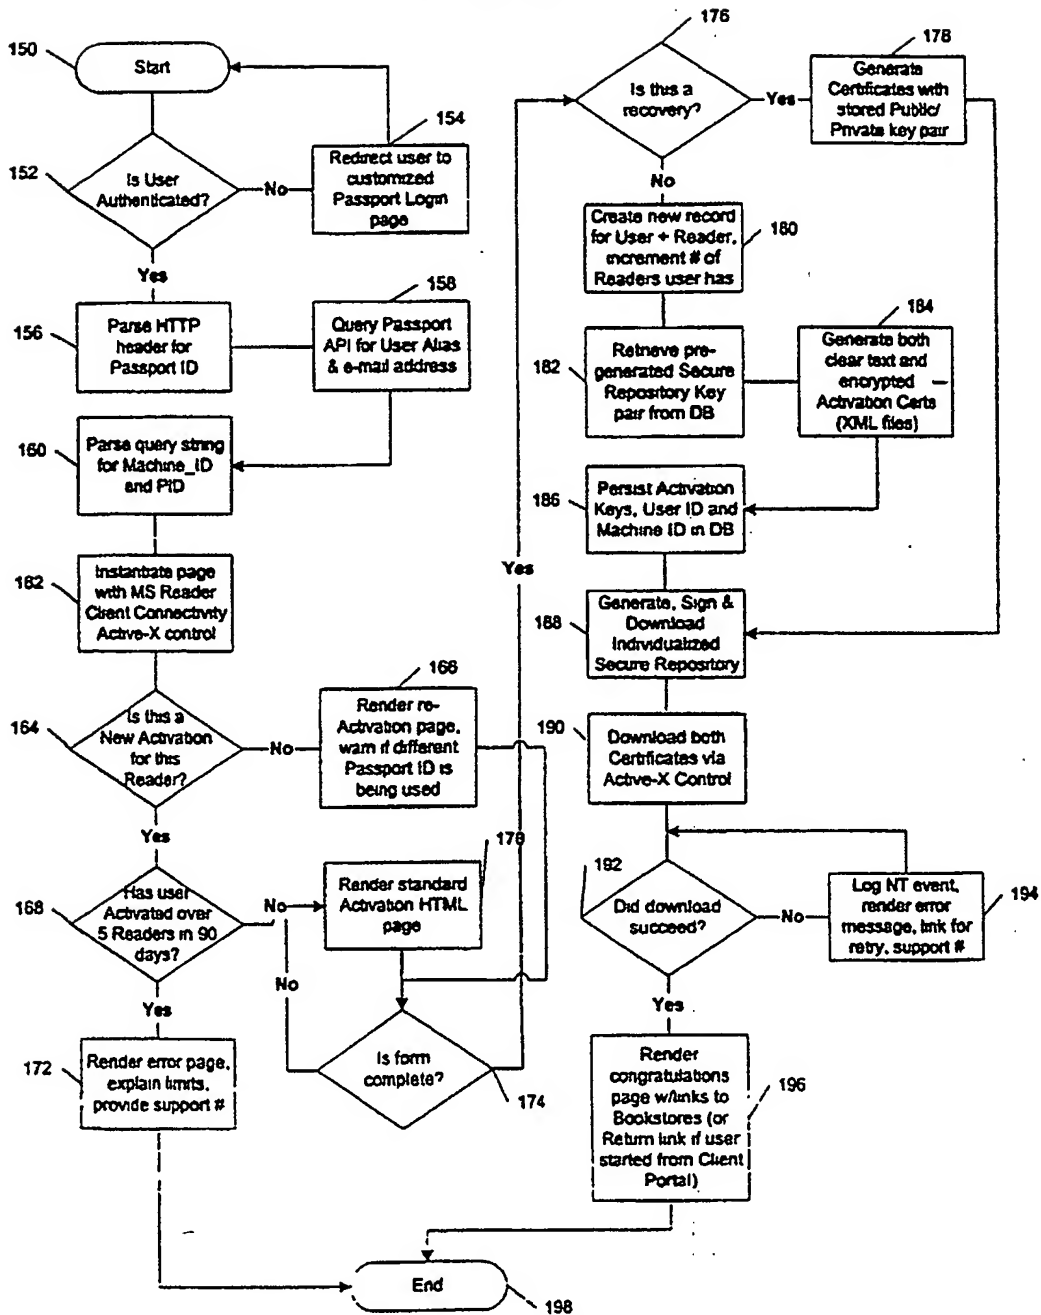 150
Start
154
Redirect user to
customized
Passport Login
page
152
Is User
Authenticated?
No
Yes
156
Parse HTTP
header for
Passport ID
158
Query Passport
API for User Alias
& e-mail address
160
Parse query string
for Machine_ID
and PID
162
Instantiate page
with MS Reader
Client Connectivity
Active-X control
164
Is this a
New Activation
for this
Reader?
No
166
Render re-
Activation page,
warn if different
Passport ID is
being used
Yes
168
Has user
Activated over
5 Readers in 90
days?
No
170
Render standard
Activation HTML
page
No
Yes
172
Render error page,
explain limits,
provide support #
Is form
complete?
174
Yes
176
Is this a
recovery?
Yes
178
Generate
Certificates with
stored Public/
Private key pair
No
Create new record
for User + Reader,
increment # of
Readers user has
180
182
Retrieve pre-
generated Secure
Repository Key
pair from DB
184
Generate both
clear text and
encrypted
Activation Certs
(XML files)
186
Persist Activation
Keys, User ID and
Machine ID in DB
188
Generate, Sign &
Download
Individualized
Secure Repository
190
Download both
Certificates via
Active-X Control
192
Did download
succeed?
No
Log NT event,
render error
message, link for
retry, support #
194
Yes
Render
congratulations
page w/links to
Bookstores (or
Return link if user
started from Client
Portal)
196
End
198